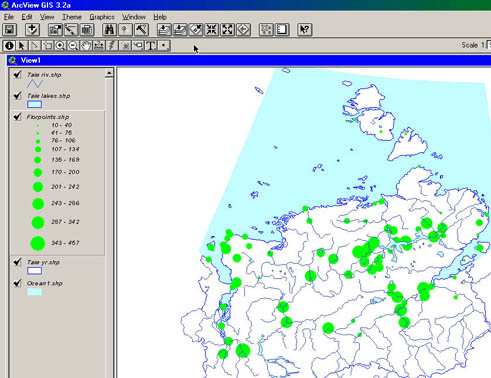 ArcView GIS 3.2a
File Edit View Theme Graphics Window Help
Scale 1:
View1
Taie riv.shp
Taie lakes.shp
Fkrpoints.shp
10 - 40
41 - 75
76 - 106
107 - 134
135 - 169
170 - 200
201 - 242
243 - 286
287 - 342
343 - 457
Taie yr.shp
Ocean1.shp